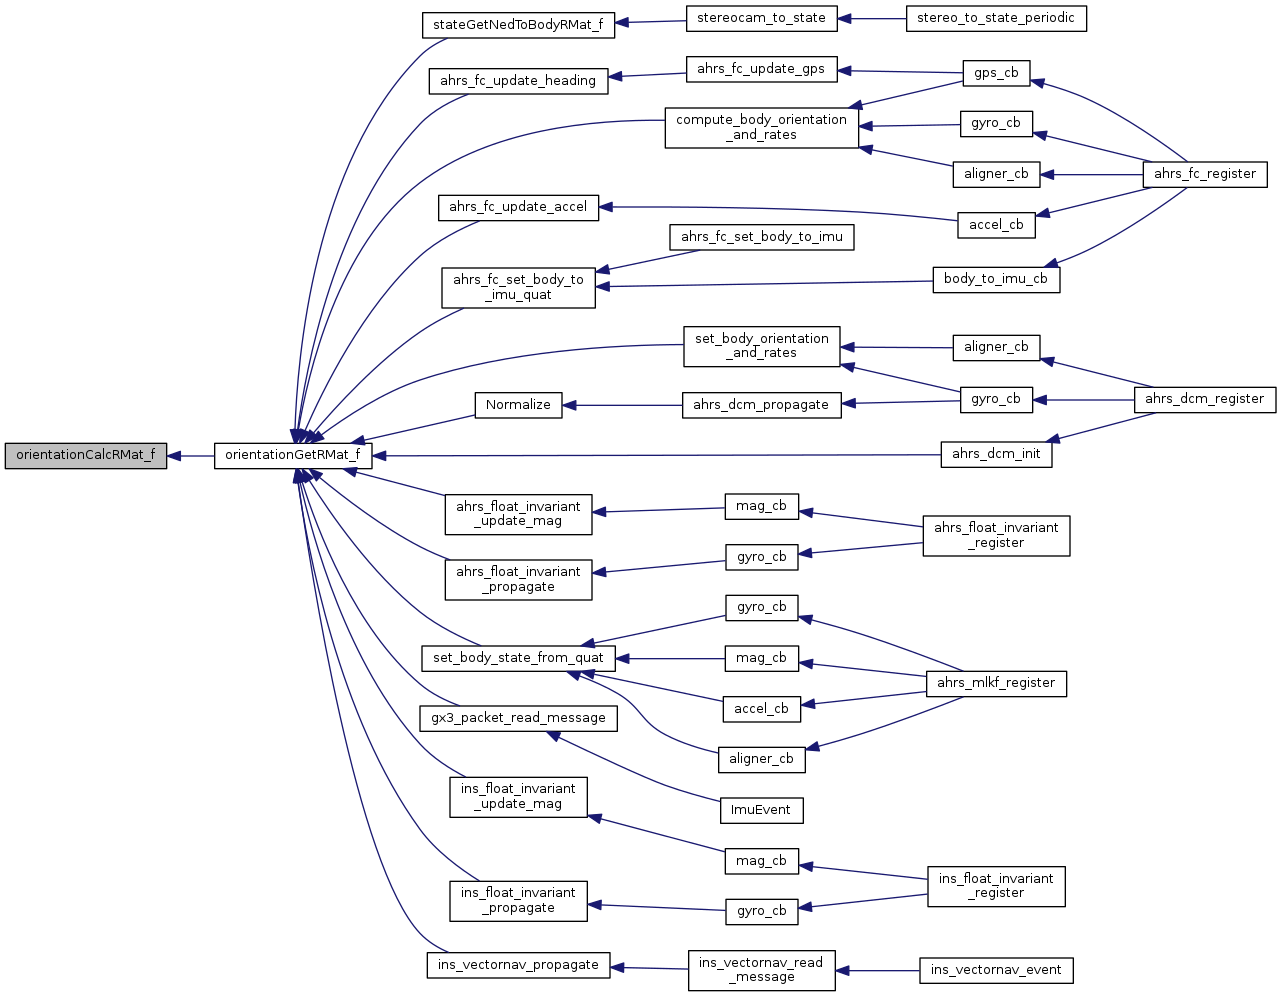 stateGetNedToBodyRMat_f
stereocam_to_state
stereo_to_state_periodic
ahrs_fc_update_heading
ahrs_fc_update_gps
gps_cb
compute_body_orientation
_and_rates
gyro_cb
aligner_cb
ahrs_fc_register
ahrs_fc_update_accel
accel_cb
ahrs_fc_set_body_to_imu
ahrs_fc_set_body_to
_imu_quat
body_to_imu_cb
set_body_orientation
_and_rates
aligner_cb
Normalize
ahrs_dcm_propagate
gyro_cb
ahrs_dcm_register
orientationCalcRMat_f
orientationGetRMat_f
ahrs_dcm_init
ahrs_float_invariant
_update_mag
mag_cb
ahrs_float_invariant
_register
ahrs_float_invariant
_propagate
gyro_cb
gyro_cb
set_body_state_from_quat
mag_cb
ahrs_mlkf_register
accel_cb
gx3_packet_read_message
aligner_cb
ins_float_invariant
_update_mag
ImuEvent
mag_cb
ins_float_invariant
_register
ins_float_invariant
_propagate
gyro_cb
ins_vectornav_propagate
ins_vectornav_read
_message
ins_vectornav_event